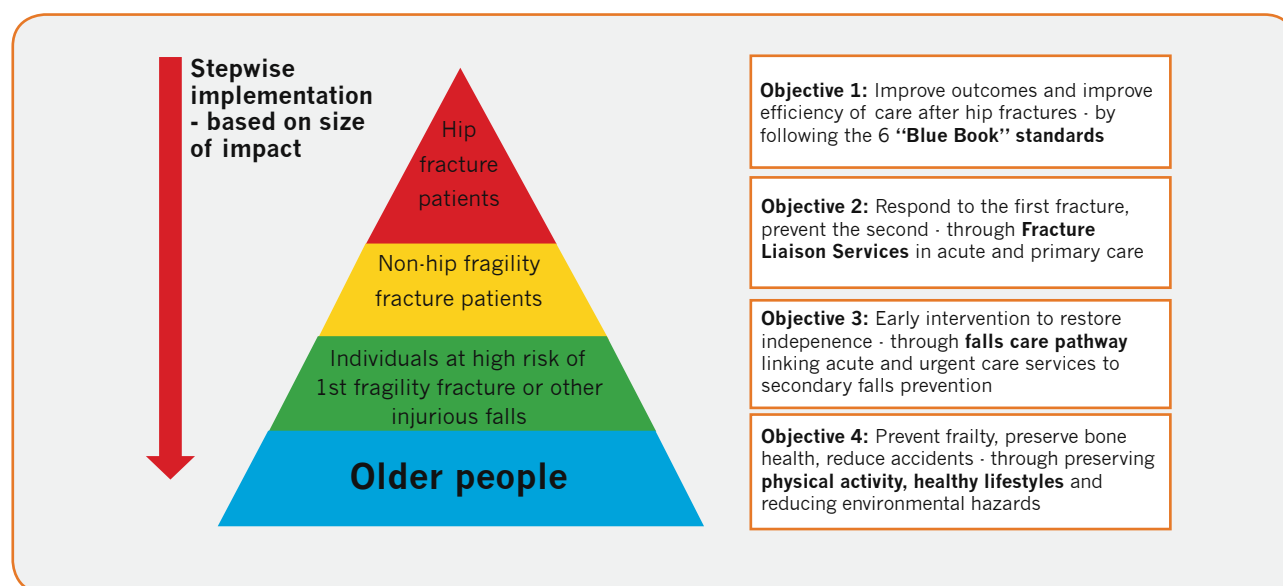 Stepwise
implementation
- based on size
of impact
Hip
fracture
patients
Non-hip fragility
fracture patients
Individuals at high risk of
1st fragility fracture or other
injurious falls
Older people
Objective 1: Improve outcomes and improve
efficiency of care after hip fractures - by
following the 6 “Blue Book” standards
Objective 2: Respond to the first fracture,
prevent the second - through Fracture
Liaison Services in acute and primary care
Objective 3: Early intervention to restore
indepenence - through falls care pathway
linking acute and urgent care services to
secondary falls prevention
Objective 4: Prevent frailty, preserve bone
health, reduce accidents - through preserving
physical activity, healthy lifestyles and
reducing environmental hazards